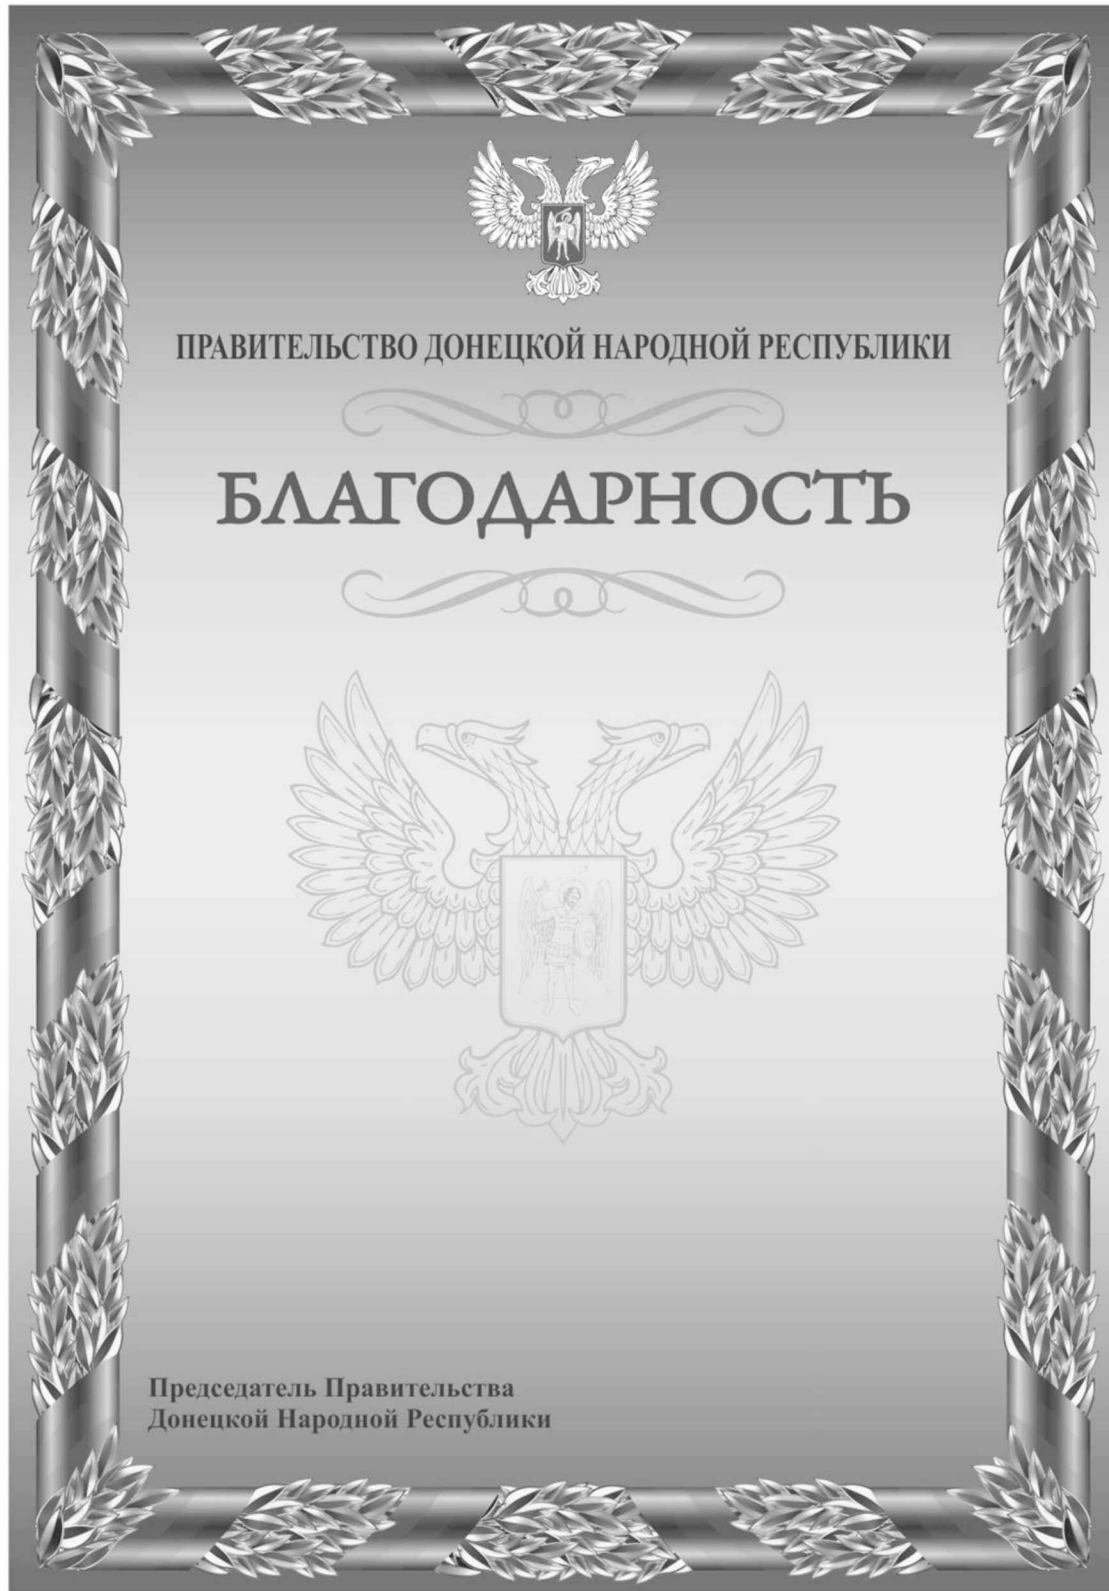 ПРАВИТЕЛЬСТВО ДОНЕЦКОЙ НАРОДНОЙ РЕСПУБЛИКИ
БЛАГОДАРНОСТЬ
Председатель Правительства
Донецкой Народной Республики